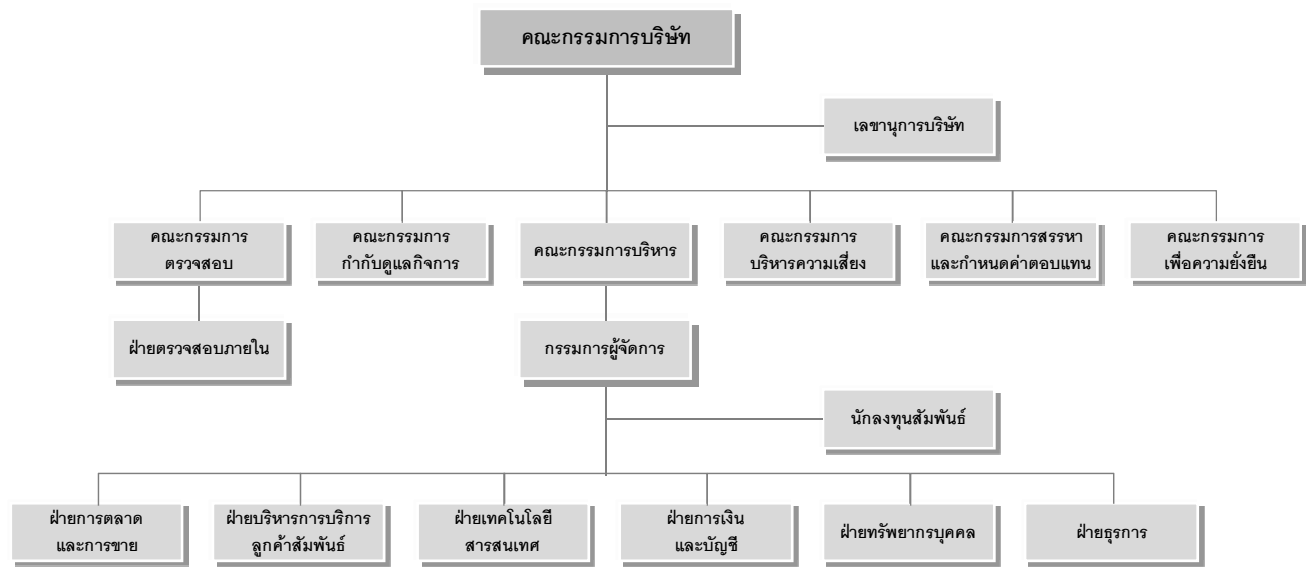 คณะกรรมการบริษัท
เลขานุการบริษัท
คณะกรรมการ
ตรวจสอบ
คณะกรรมการ
กำกับดูแลกิจการ
คณะกรรมการบริหาร
คณะกรรมการ
บริหารความเสี่ยง
คณะกรรมการสรรหา
และกำหนดค่าตอบแทน
คณะกรรมการ
เพื่อความยั่งยืน
ฝ่ายตรวจสอบภายใน
กรรมการผู้จัดการ
นักลงทุนสัมพันธ์
ฝ่ายการตลาด
และการขาย
ฝ่ายบริหารการบริการ
ลูกค้าสัมพันธ์
ฝ่ายเทคโนโลยี
สารสนเทศ
ฝ่ายการเงิน
และบัญชี
ฝ่ายทรัพยากรบุคคล
ฝ่ายธุรการ